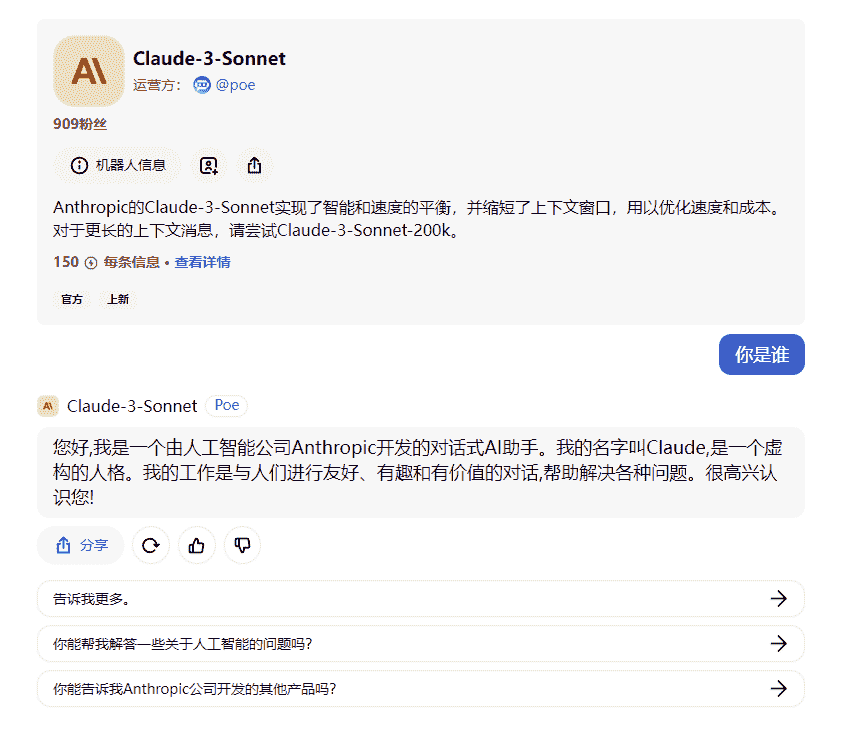 Claude-3-Sonnet
运营方： @poe
909粉丝
机器人信息
Anthropic的Claude-3-Sonnet实现了智能和速度的平衡，并缩短了上下文窗口，用以优化速度和成本。
对于更长的上下文消息，请尝试Claude-3-Sonnet-200k。
150 每条信息 • 查看详情
官方 上新
你是谁
Claude-3-Sonnet Poe
您好,我是一个由人工智能公司Anthropic开发的对话式AI助手。我的名字叫Claude,是一个虚
构的人格。我的工作是与人们进行友好、有趣和有价值的对话,帮助解决各种问题。很高兴认
识您!
分享
告诉我更多。
你能帮我解答一些关于人工智能的问题吗?
你能告诉我Anthropic公司开发的其他产品吗?